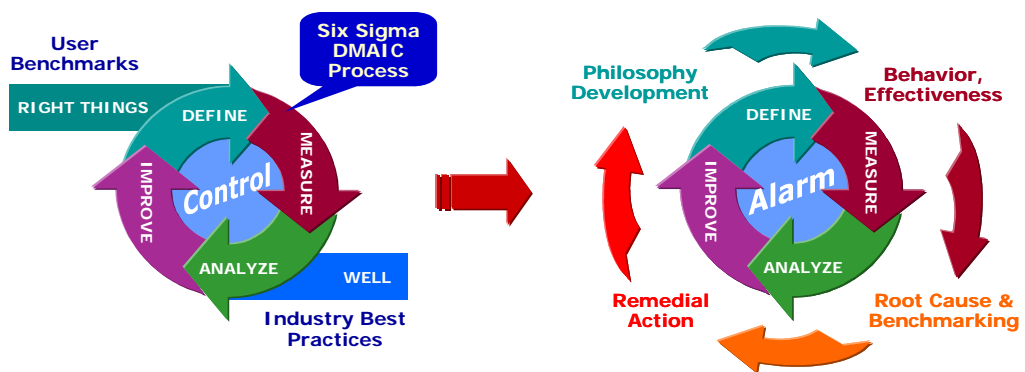 User
Benchmarks
Six Sigma
DMAIC
Process
RIGHT THINGS
DEFINE
MEASURE
Control
IMPROVE
ANALYZE
WELL
Industry Best
Practices
Philosophy
Development
Behavior,
Effectiveness
DEFINE
MEASURE
Alarm
IMPROVE
ANALYZE
Remedial
Action
Root Cause &
Benchmarking